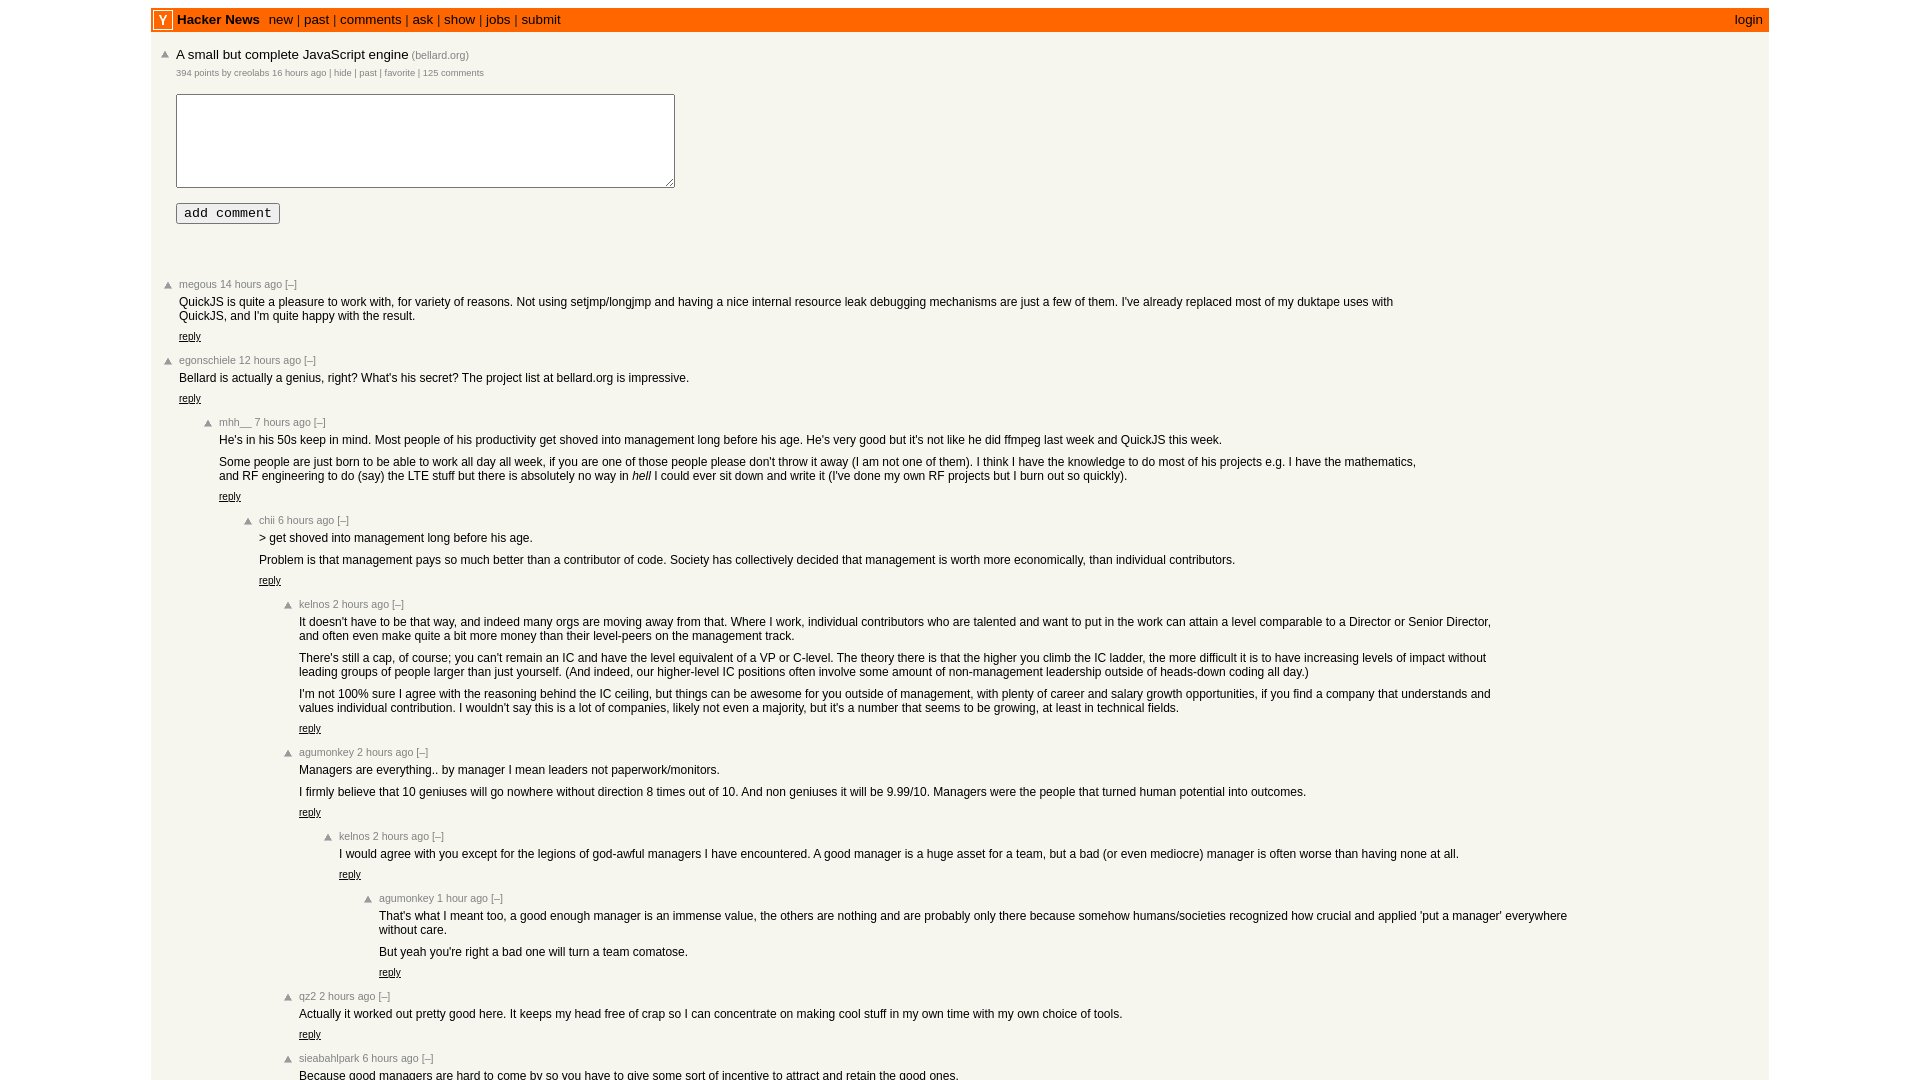 Y Hacker News new | past | comments | ask | show | jobs | submit login
A small but complete JavaScript engine (bellard.org)
394 points by creolabs 16 hours ago | hide | past | favorite | 125 comments
add comment
megous 14 hours ago [–]
QuickJS is quite a pleasure to work with, for variety of reasons. Not using setjmp/longjmp and having a nice internal resource leak debugging mechanisms are just a few of them. I've already replaced most of my duktape uses with
QuickJS, and I'm quite happy with the result.
reply
egonschiele 12 hours ago [–]
Bellard is actually a genius, right? What's his secret? The project list at bellard.org is impressive.
reply
mhh__ 7 hours ago [–]
He's in his 50s keep in mind. Most people of his productivity get shoved into management long before his age. He's very good but it's not like he did ffmpeg last week and QuickJS this week.
Some people are just born to be able to work all day all week, if you are one of those people please don't throw it away (I am not one of them). I think I have the knowledge to do most of his projects e.g. I have the mathematics,
and RF engineering to do (say) the LTE stuff but there is absolutely no way in hell I could ever sit down and write it (I've done my own RF projects but I burn out so quickly).
reply
chii 6 hours ago [–]
> get shoved into management long before his age.
Problem is that management pays so much better than a contributor of code. Society has collectively decided that management is worth more economically, than individual contributors.
reply
kelnos 2 hours ago [–]
It doesn't have to be that way, and indeed many orgs are moving away from that. Where I work, individual contributors who are talented and want to put in the work can attain a level comparable to a Director or Senior Director,
and often even make quite a bit more money than their level-peers on the management track.
There's still a cap, of course; you can't remain an IC and have the level equivalent of a VP or C-level. The theory there is that the higher you climb the IC ladder, the more difficult it is to have increasing levels of impact without
leading groups of people larger than just yourself. (And indeed, our higher-level IC positions often involve some amount of non-management leadership outside of heads-down coding all day.)
I'm not 100% sure I agree with the reasoning behind the IC ceiling, but things can be awesome for you outside of management, with plenty of career and salary growth opportunities, if you find a company that understands and
values individual contribution. I wouldn't say this is a lot of companies, likely not even a majority, but it's a number that seems to be growing, at least in technical fields.
reply
agumonkey 2 hours ago [–]
Managers are everything.. by manager I mean leaders not paperwork/monitors.
I firmly believe that 10 geniuses will go nowhere without direction 8 times out of 10. And non geniuses it will be 9.99/10. Managers were the people that turned human potential into outcomes.
reply
kelnos 2 hours ago [–]
I would agree with you except for the legions of god-awful managers I have encountered. A good manager is a huge asset for a team, but a bad (or even mediocre) manager is often worse than having none at all.
reply
agumonkey 1 hour ago [–]
That's what I meant too, a good enough manager is an immense value, the others are nothing and are probably only there because somehow humans/societies recognized how crucial and applied 'put a manager' everywhere
without care.
But yeah you're right a bad one will turn a team comatose.
reply
qz2 2 hours ago [–]
Actually it worked out pretty good here. It keeps my head free of crap so I can concentrate on making cool stuff in my own time with my own choice of tools.
reply
sieabahlpark 6 hours ago [–]
Because good managers are hard to come by so you have to give some sort of incentive to attract and retain the good ones.